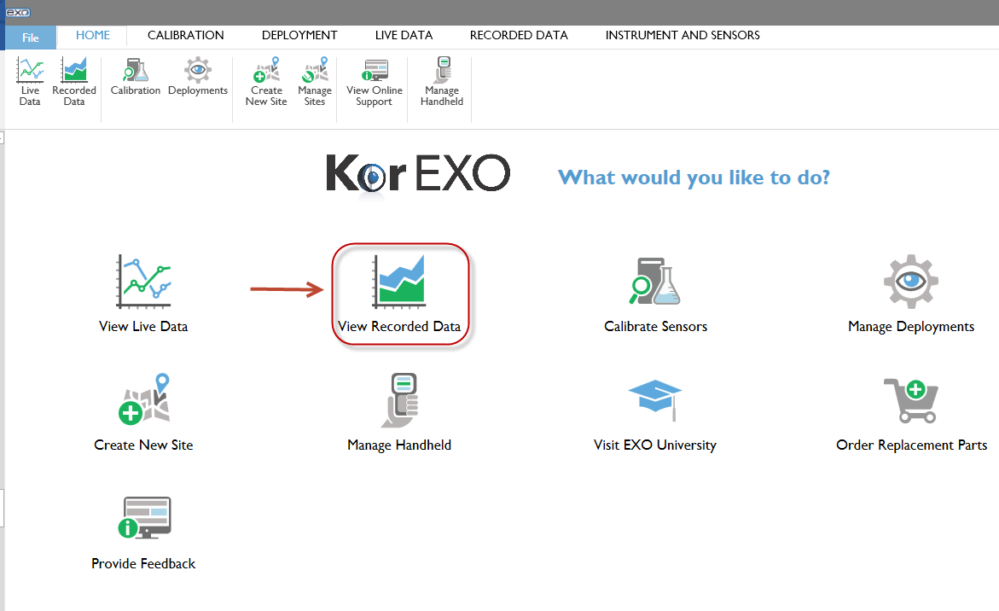 EXO
File
HOME
CALIBRATION
DEPLOYMENT
LIVE DATA
RECORDED DATA
INSTRUMENT AND SENSORS
Live
Data
Recorded
Data
Calibration
Deployments
Create
New Site
Manage
Sites
View Online
Support
Manage
Handheld
Kor EXO
What would you like to do?
View Live Data
View Recorded Data
Calibrate Sensors
Manage Deployments
Create New Site
Manage Handheld
Visit EXO University
Order Replacement Parts
Provide Feedback